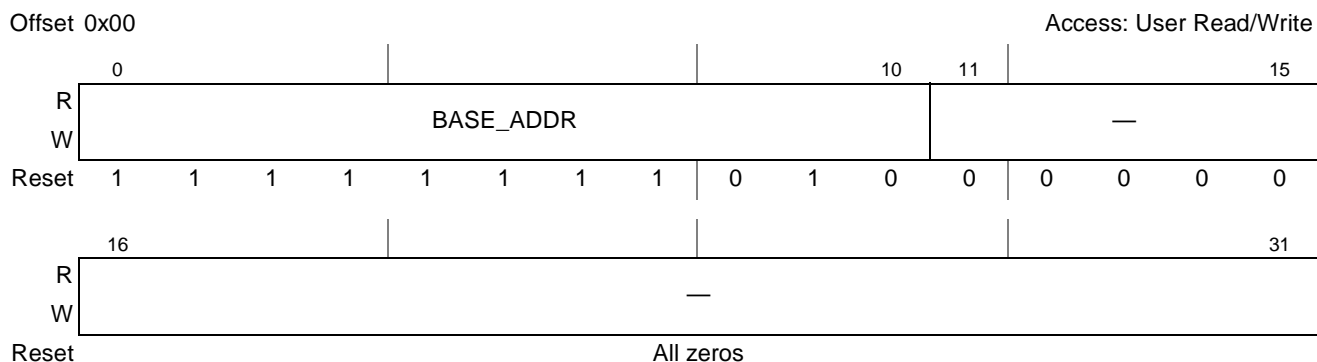 Offset 0x00 Access: User Read/Write
0 10 11 15
R
BASE_ADDR —
W
Reset 1 1 1 1 1 1 1 1 0 1 0 0 0 0 0 0
16 31
R
—
W
Reset All zeros